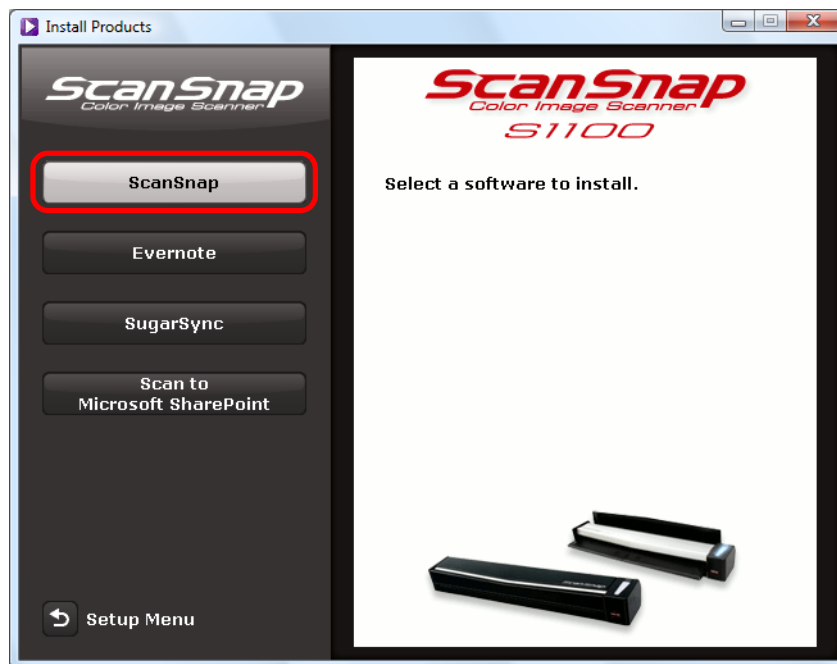 Install Products
ScanSnap
Color Image Scanner
ScanSnap
Evernote
SugarSync
Scan to
Microsoft SharePoint
Setup Menu
ScanSnap
Color Image Scanner
S1100
Select a software to install.
ScanSnap